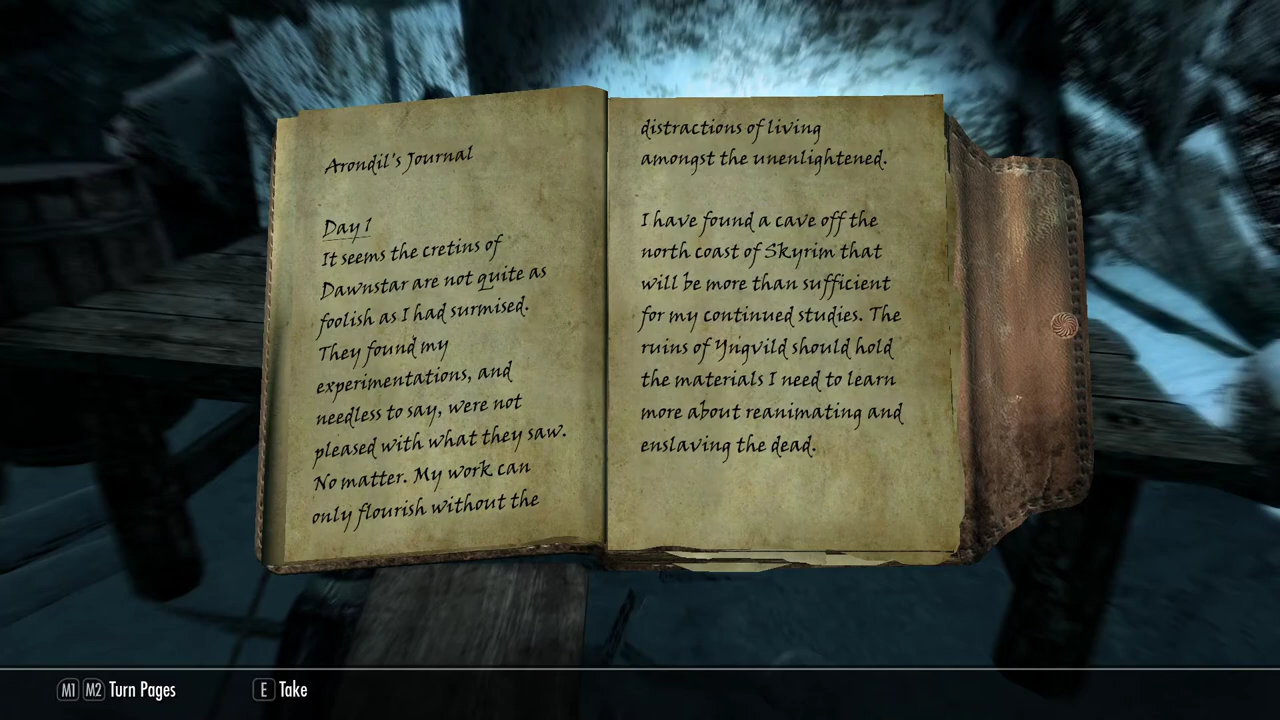 Arondil's Journal
Day 1
It seems the cretins of
Dawnstar are not quite as
foolish as I had surmised.
They found my
experimentations, and
needless to say, were not
pleased with what they saw.
No matter. My work can
only flourish without the
distractions of living
amongst the unenlightened.
I have found a cave off the
north coast of Skyrim that
will be more than sufficient
for my continued studies. The
ruins of Yngvild should hold
the materials I need to learn
more about reanimating and
enslaving the dead.
M1 M2 Turn Pages
E Take